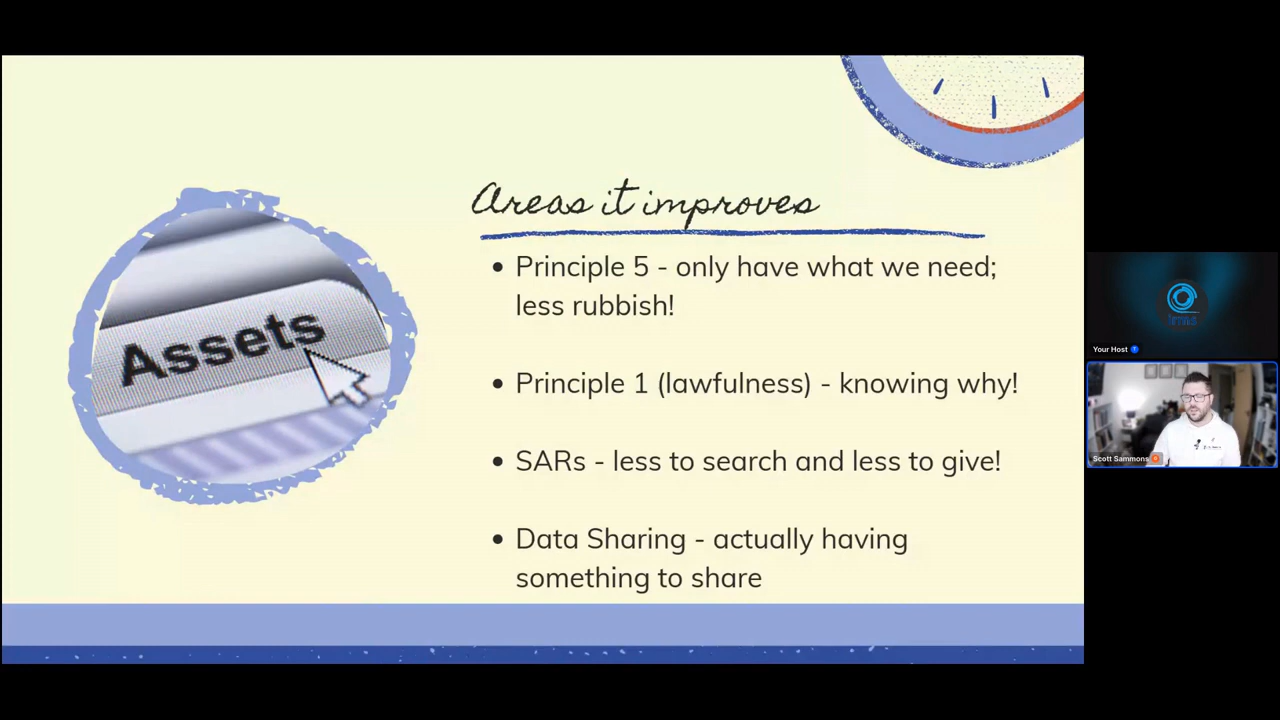 Areas it improves
Assets
• Principle 5 - only have what we need;
less rubbish!
• Principle 1 (lawfulness) - knowing why!
• SARs - less to search and less to give!
• Data Sharing - actually having
something to share
irms
Your Host
Scott Sammons